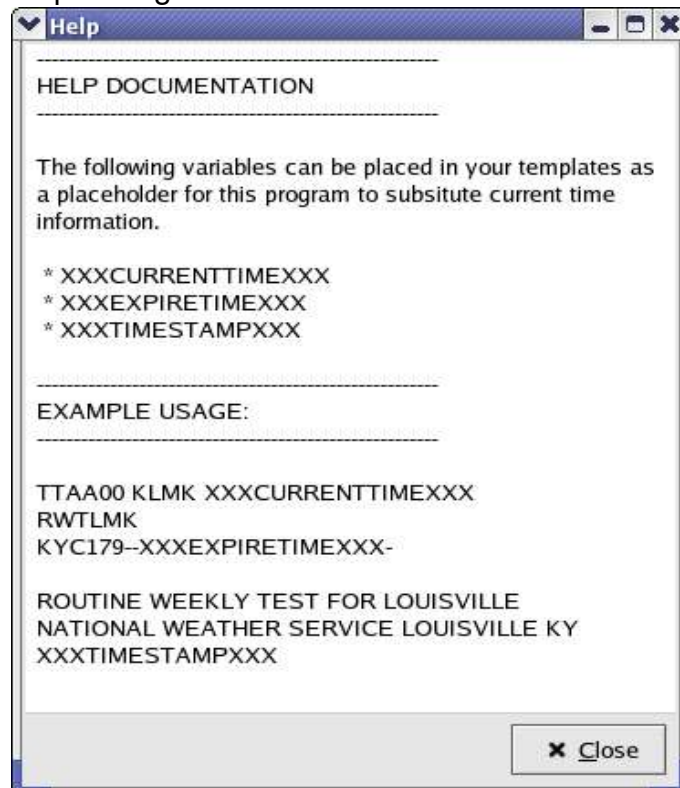 Help
---------------------------------------------------
HELP DOCUMENTATION
---------------------------------------------------
The following variables can be placed in your templates as
a placeholder for this program to subsitute current time
information.
* XXXCURRENTTIMEXXX
* XXXEXPIRETIMEXXX
* XXXTIMESTAMPXXX
---------------------------------------------------
EXAMPLE USAGE:
---------------------------------------------------
TTAA00 KLMK XXXCURRENTTIMEXXX
RWTLMK
KYC179--XXXEXPIRETIMEXXX-
ROUTINE WEEKLY TEST FOR LOUISVILLE
NATIONAL WEATHER SERVICE LOUISVILLE KY
XXXTIMESTAMPXXX
Close